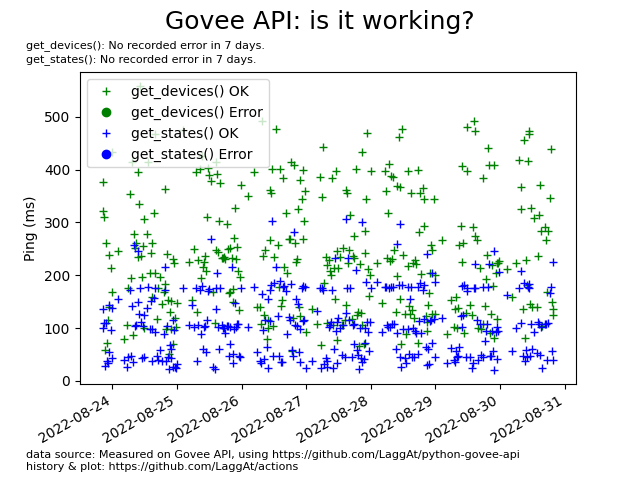 Govee API: is it working?
get_devices(): No recorded error in 7 days.
get_states(): No recorded error in 7 days.
get_devices() OK
get_devices() Error
get_states() OK
get_states() Error
Ping (ms)
500
400
300
200
100
0
2022-08-24
2022-08-25
2022-08-26
2022-08-27
2022-08-28
2022-08-29
2022-08-30
2022-08-31
data source: Measured on Govee API, using https://github.com/LaggAt/python-govee-api
history & plot: https://github.com/LaggAt/actions